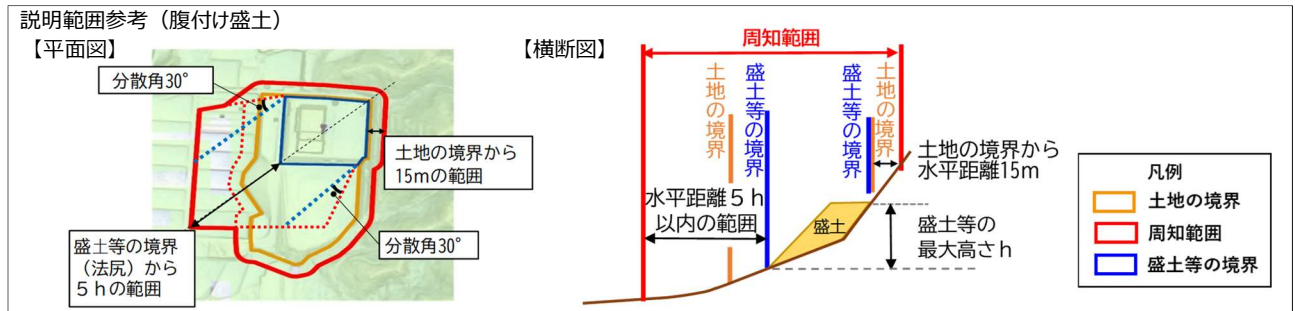 説明範囲参考（腹付け盛土）
【平面図】
分散角30°
土地の境界から
15mの範囲
分散角30°
盛土等の境界
（法尻）から
５ｈの範囲
【横断図】
周知範囲
土地の境界
盛土等の境界
盛土等の境界
土地の境界
土地の境界から
水平距離15m
水平距離５ｈ
以内の範囲
盛土
盛土等の
最大高さｈ
凡例
土地の境界
周知範囲
盛土等の境界